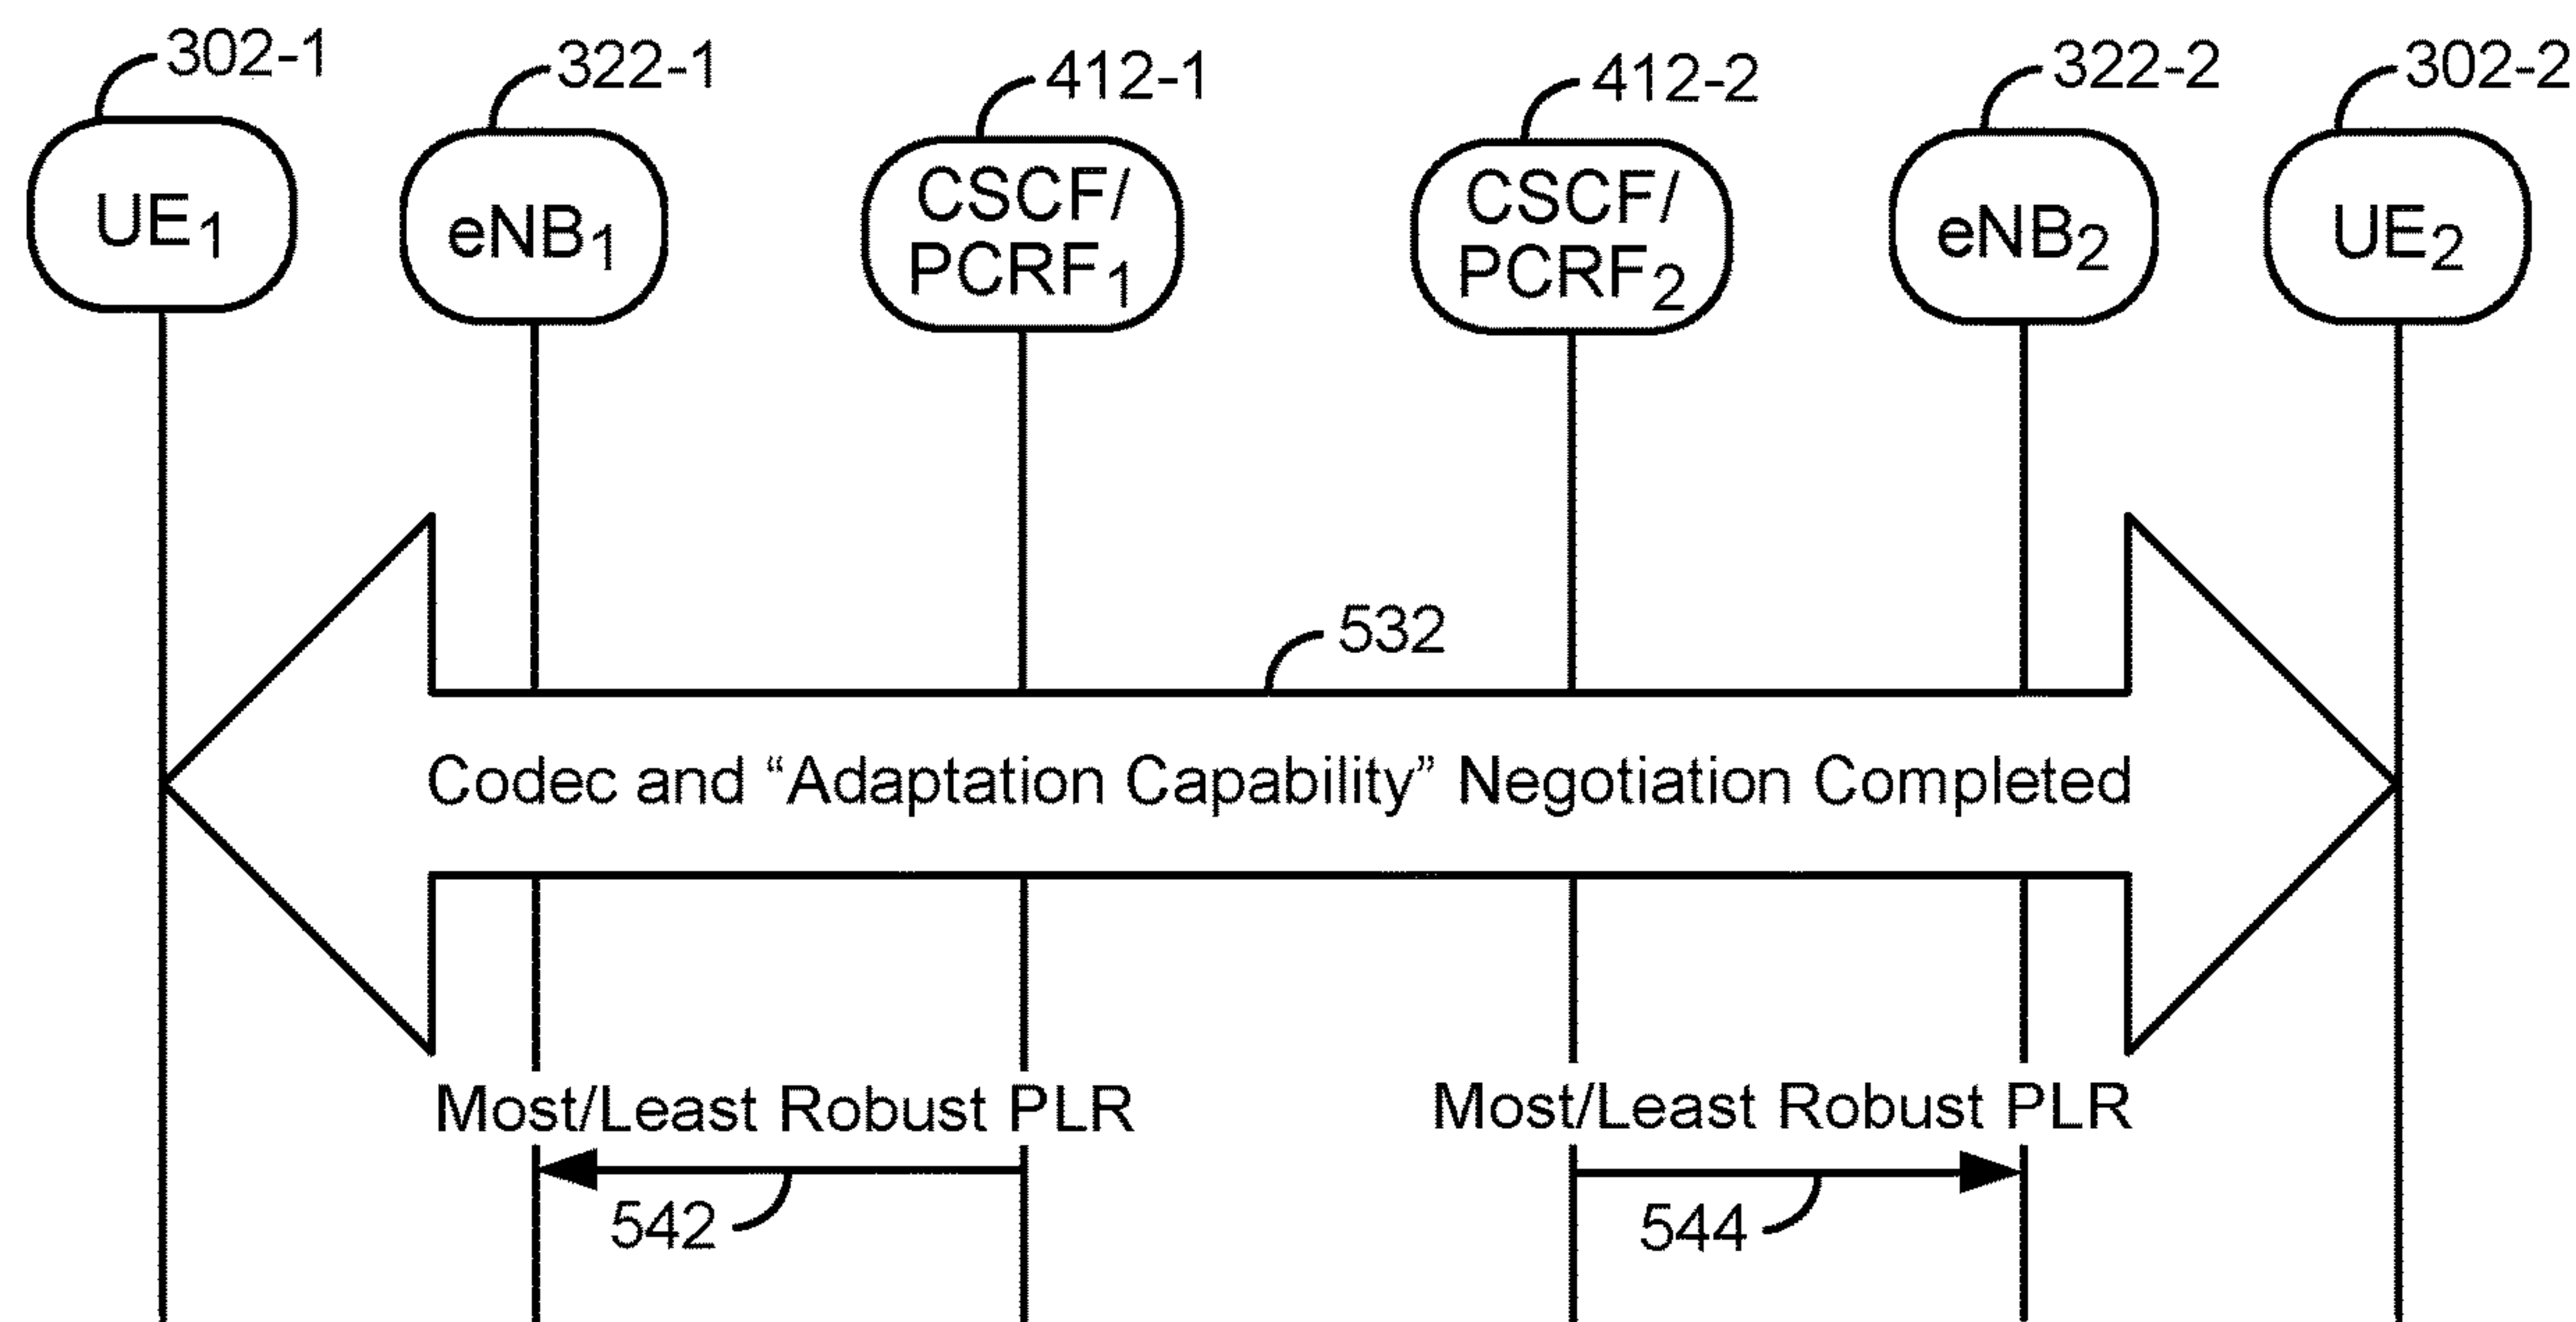 302-1
322-1
412-1
412-2
322-2
302-2
UE1
eNB1
CSCF/
PCRF1
CSCF/
PCRF2
eNB2
UE2
532
Codec and “Adaptation Capability” Negotiation Completed
Most/Least Robust PLR
Most/Least Robust PLR
542
544